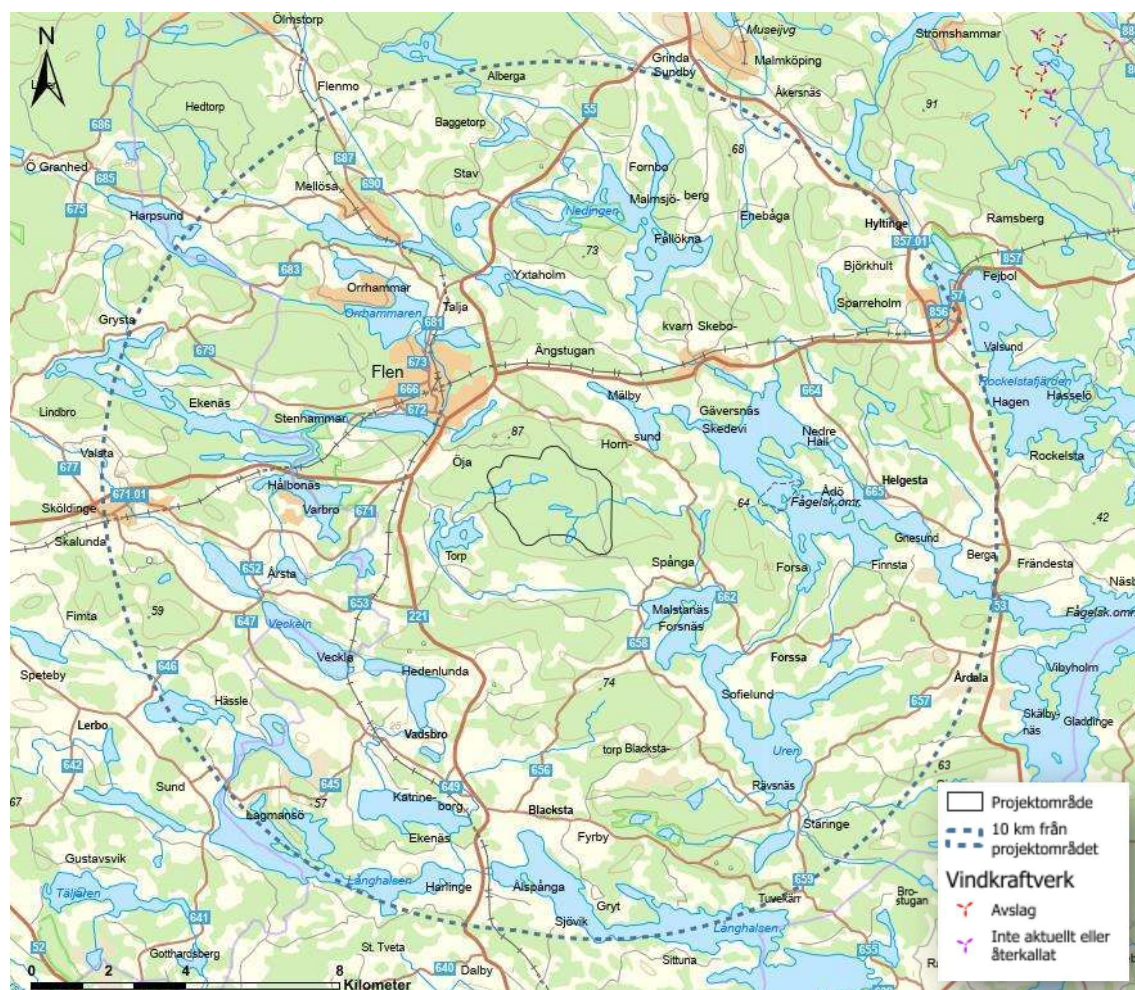 N
Ölmstorp
Museijvg
Malmköping
Strömshammar
Grinda
Sundby
Alberga
Flenmo
Åkersnäs
Hedtorp
91
55
Baggetorp
686
68
687
Fornbo
Ö Granhed
685
Stav
690
Mellösa
Malmsjö-
berg
675
Harpsund
Nedingen
Enebåga
Ramsberg
Hyltinge
Fållökna
857.01
73
857
683
Björkhult
Yxtaholm
Fejbol
Orrhammar
57
Talja
Sparreholm
Orrhammaren
856
Grysta
681
kvarn Skebo-
Valsund
679
Ängstugan
673
Flen
Rockelstafjärden
666
664
Ekenäs
Mälby
Hagen
Hasselö
Lindbro
672
Gäversnäs
Stenhammar
Skedevi
Nedre
Hall
87
sund
Horn-
Valsta
Öja
Rockelsta
677
Hålbonäs
Helgesta
671.01
Ådö
665
Sköldinge
Varbro
671
64
Fågelsk.omr.
42
Skalunda
Gnesund
Torp
Berga
Spånga
Frändesta
652
Årsta
Forsa
Finnsta
59
653
662
53
Fimta
Malstanäs
Fågelsk.omr
647
Veckeln
221
Forsnäs
658
Veckla
Forssa
646
Hedenlunda
Vibyholm
Speteby
Årdala
74
Hässle
Sofielund
657
Skälby-
näs
Gladdinge
Lerbo
Vadsbro
torp Blacksta-
Uren
642
656
63
Sund
645
649
Rävsnäs
67
57
Katrine-
borg
Lagmansö
Blacksta
Stäringe
Ekenäs
Fyrby
Gustavsvik
Långhalsen
Harlinge
Älspånga
659
Täljaren
Gryt
Tuvekärr
Bro-
stugan
641
Sjövik
Långhalsen
52
St. Tveta
655
Gotthardsberg
640
Dalby
Sittuna
0 2 4 8
Kilometer
Projektområde
10 km från
projektområdet
Vindkraftverk
Avslag
Inte aktuellt eller
återkallat